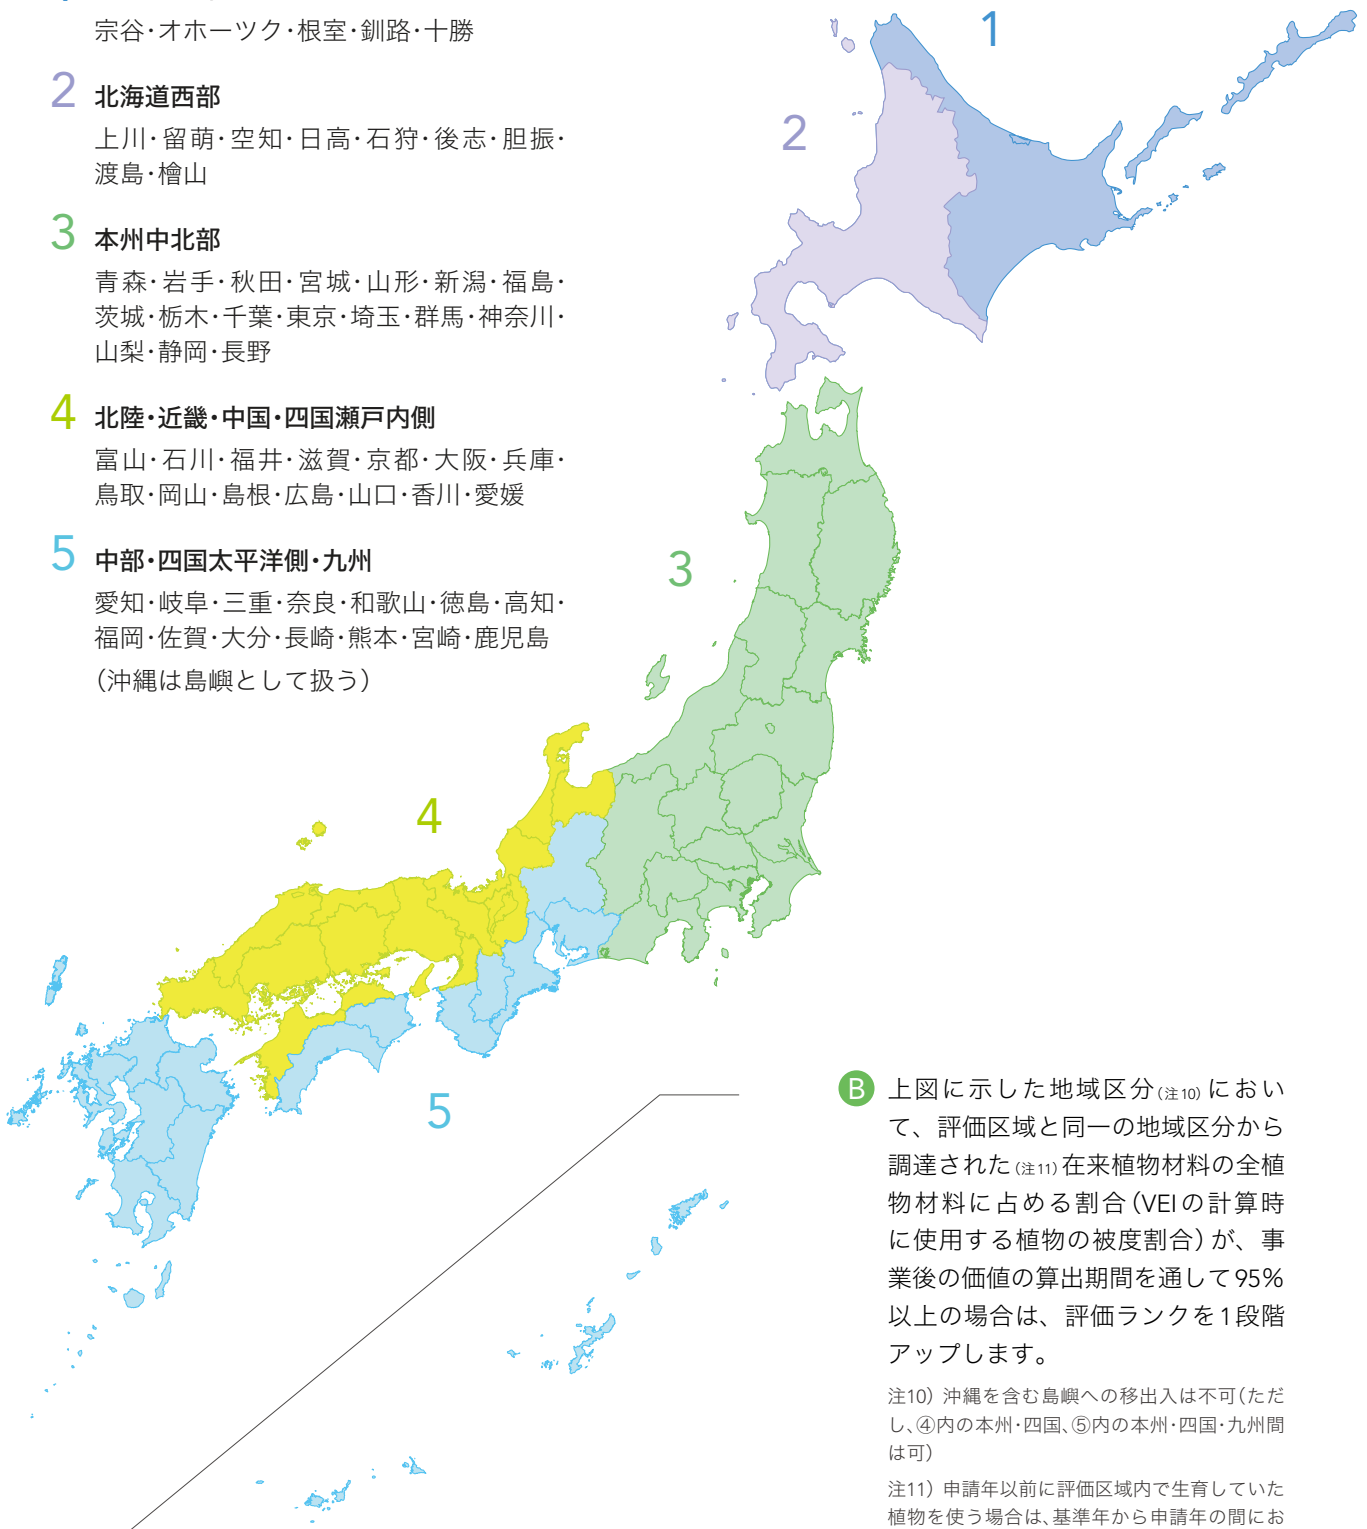 宗谷・オホーツク・根室・釧路・十勝
2 北海道西部
上川・留萌・空知・日高・石狩・後志・胆振・
渡島・檜山
3 本州中北部
青森・岩手・秋田・宮城・山形・新潟・福島・
茨城・栃木・千葉・東京・埼玉・群馬・神奈川・
山梨・静岡・長野
4 北陸・近畿・中国・四国瀬戸内側
富山・石川・福井・滋賀・京都・大阪・兵庫・
鳥取・岡山・島根・広島・山口・香川・愛媛
5 中部・四国太平洋側・九州
愛知・岐阜・三重・奈良・和歌山・徳島・高知・
福岡・佐賀・大分・長崎・熊本・宮崎・鹿児島
（沖縄は島嶼として扱う）
1
2
3
4
5
B 上図に示した地域区分(注10)におい
て、評価区域と同一の地域区分から
調達された(注11)在来植物材料の全植
物材料に占める割合（VEIの計算時
に使用する植物の被度割合）が、事
業後の価値の算出期間を通して95%
以上の場合は、評価ランクを1段階
アップします。
注10）沖縄を含む島嶼への移出入は不可（ただ
し、④内の本州・四国、⑤内の本州・四国・九州間
は可）
注11）申請年以前に評価区域内で生育していた
植物を使う場合は、基準年から申請年の間にお